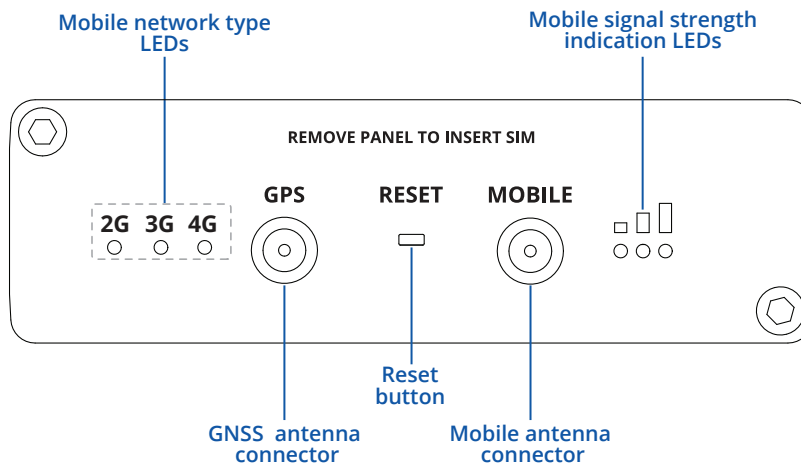 Mobile network type
LEDs
Mobile signal strength
indication LEDs
REMOVE PANEL TO INSERT SIM
GPS
RESET
MOBILE
2G 3G 4G
Reset
button
GNSS antenna
connector
Mobile antenna
connector